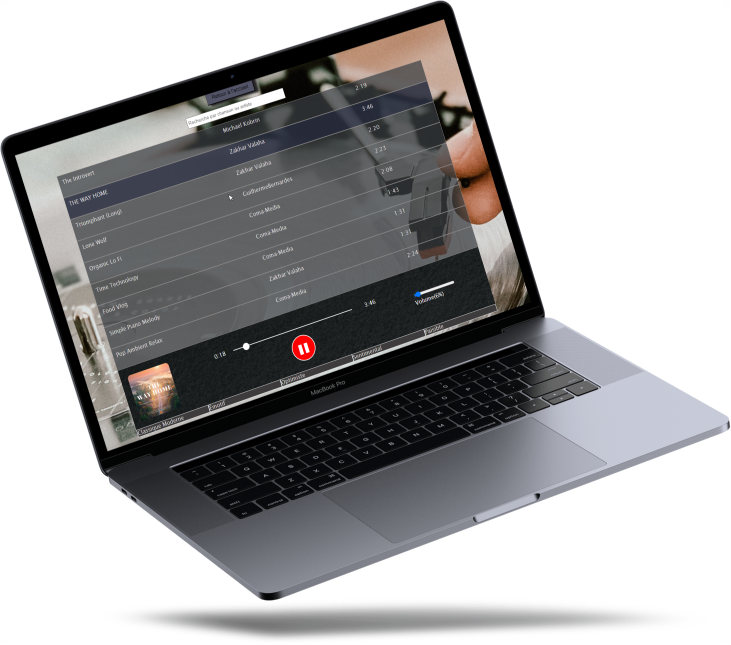 Retour à l'accueil
Recherche par chanson ou artiste
The Introvert Michael Kobrin 2:19
THE WAY HOME Zakhar Valaha 3:46
Triumphant (Long) Zakhar Valaha 2:20
Lone Wolf GuilhermeBernardes 2:21
Organic Lo Fi Coma-Media 2:08
Time Technology Coma-Media 1:43
Food Vlog Coma-Media 1:31
Simple Piano Melody Zakhar Valaha 1:31
Pop Ambient Relax Coma-Media 2:24
0:18 3:46
Volume(6%)
THE
WAY HOME
Classique Moderne Emotif Optimiste Sentimental Paisible
MacBook Pro